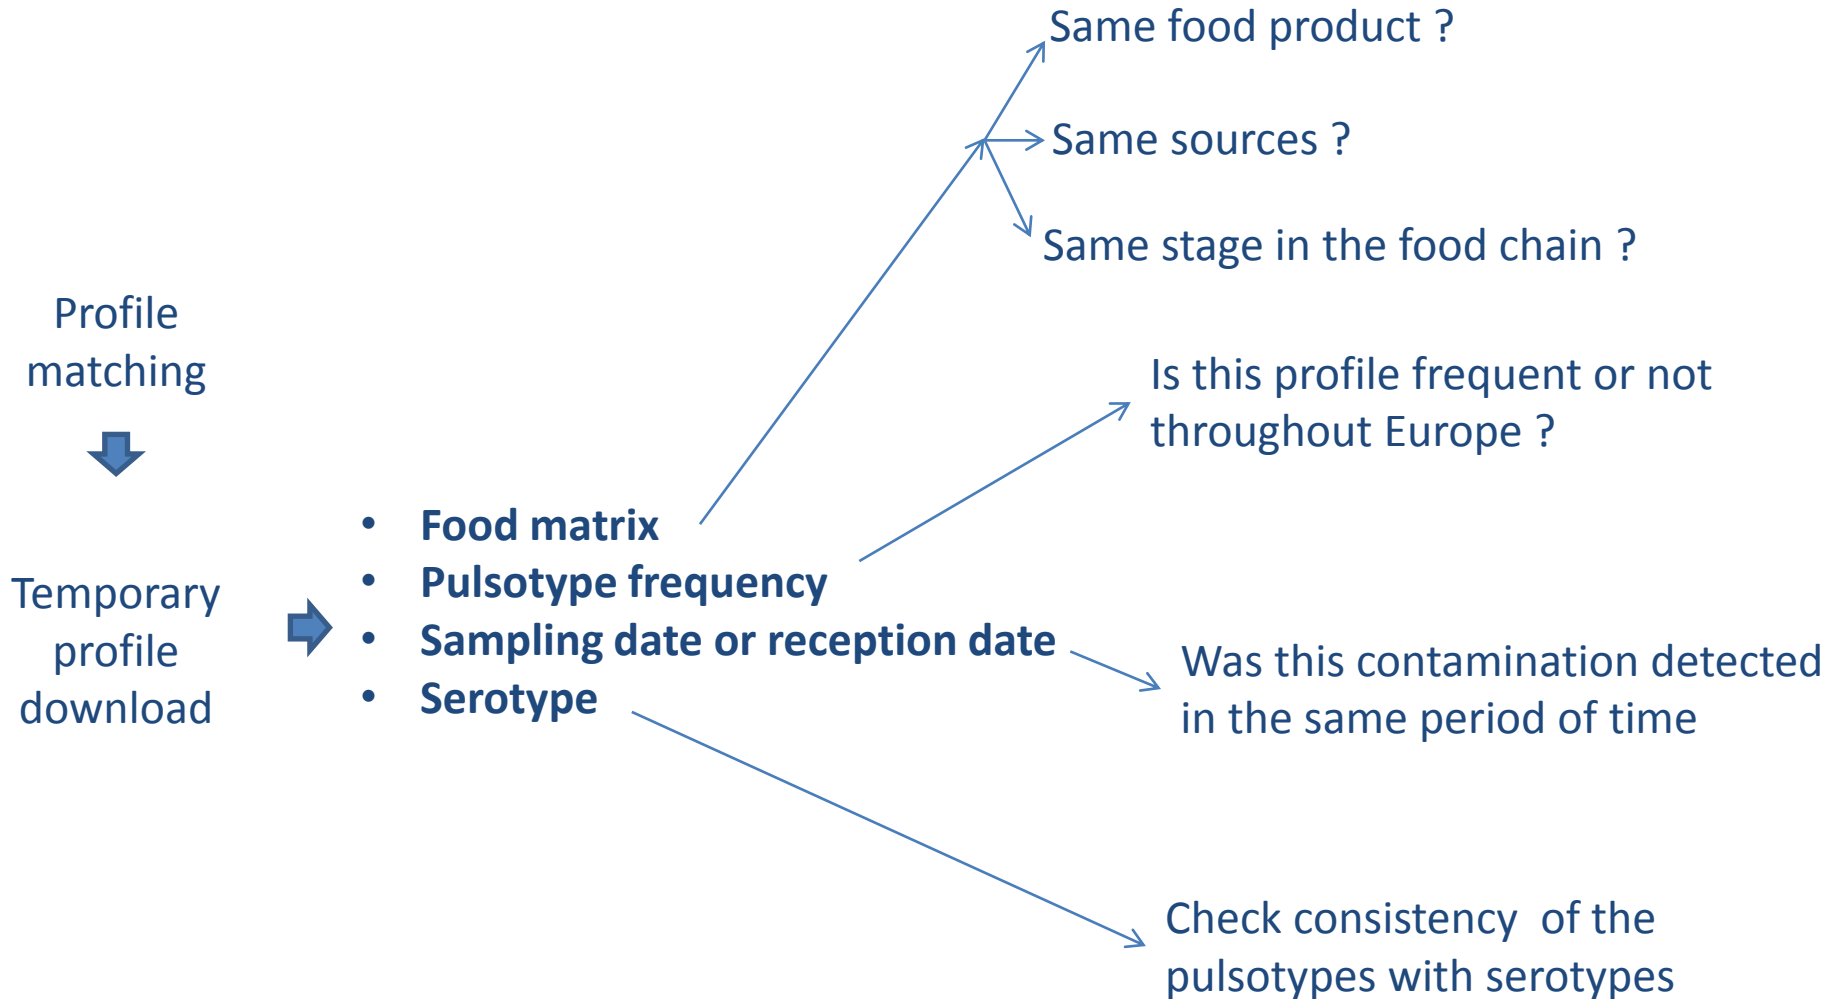 Profile
matching
Temporary
profile
download
• Food matrix
• Pulsotype frequency
• Sampling date or reception date
• Serotype
Same food product ?
Same sources ?
Same stage in the food chain ?
Is this profile frequent or not
throughout Europe ?
Was this contamination detected
in the same period of time
Check consistency  of the
pulsotypes with serotypes